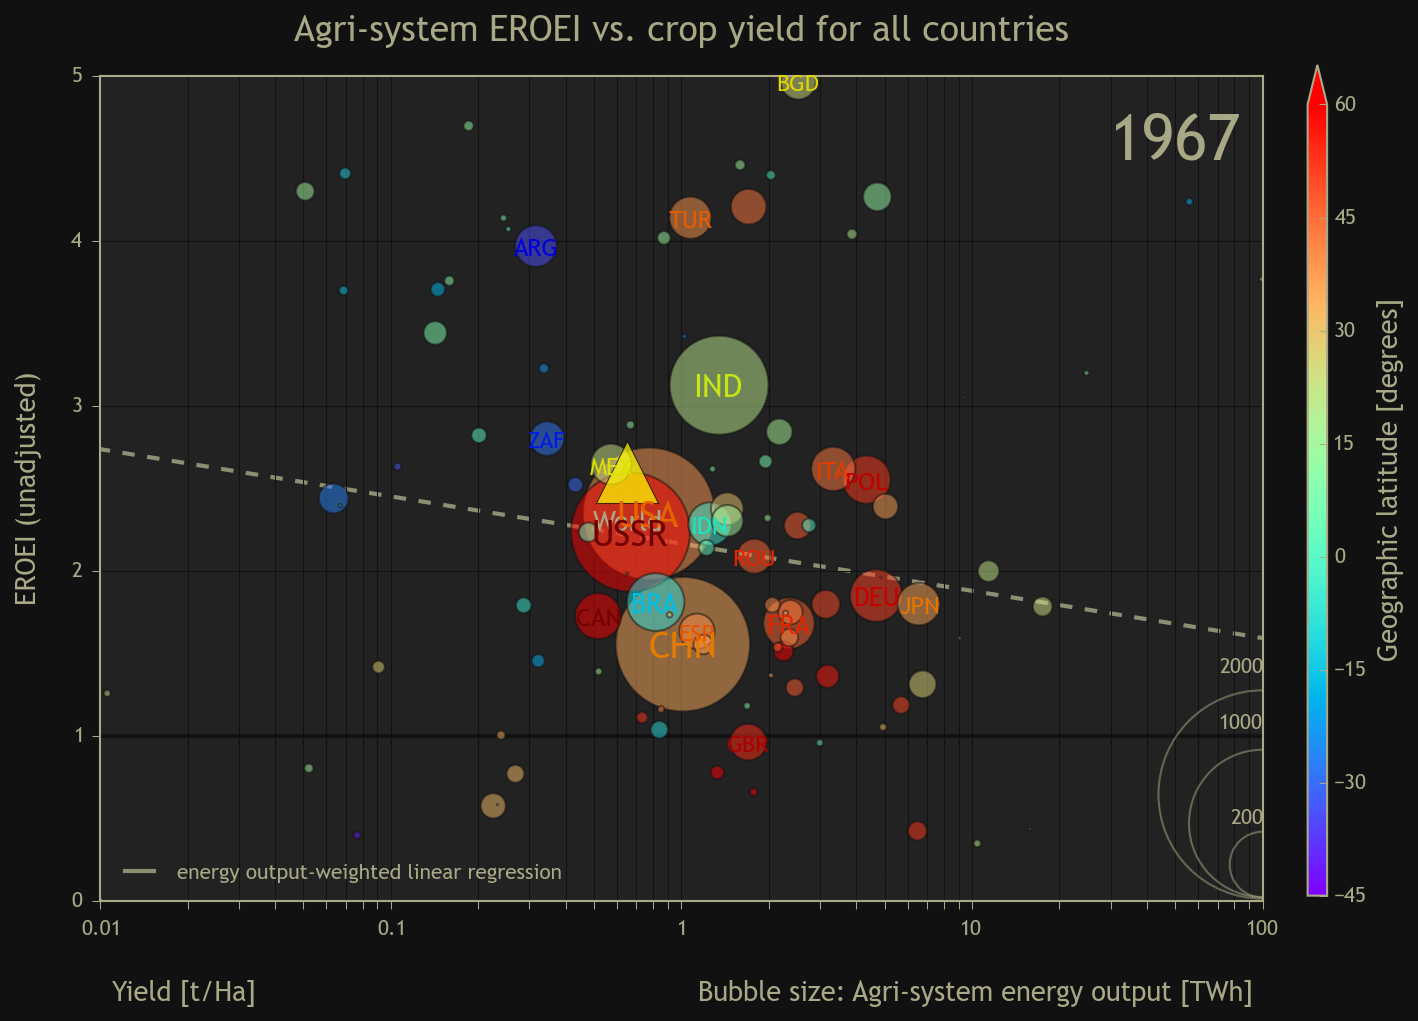 Agri-system EROEI vs. crop yield for all countries
1967
EROEI (unadjusted)
5
4
3
2
1
0
BGD
TUR
ARG
IND
ZAF
ITA
POL
USA
World
USSR
IDN
ROU
BRA
CAN
DEU
JPN
FRA
ESP
CHN
GBR
2000
1000
200
energy output-weighted linear regression
0.01
0.1
1
10
100
Yield [t/Ha]
Bubble size: Agri-system energy output [TWh]
60
45
30
15
0
−15
−30
−45
Geographic latitude [degrees]